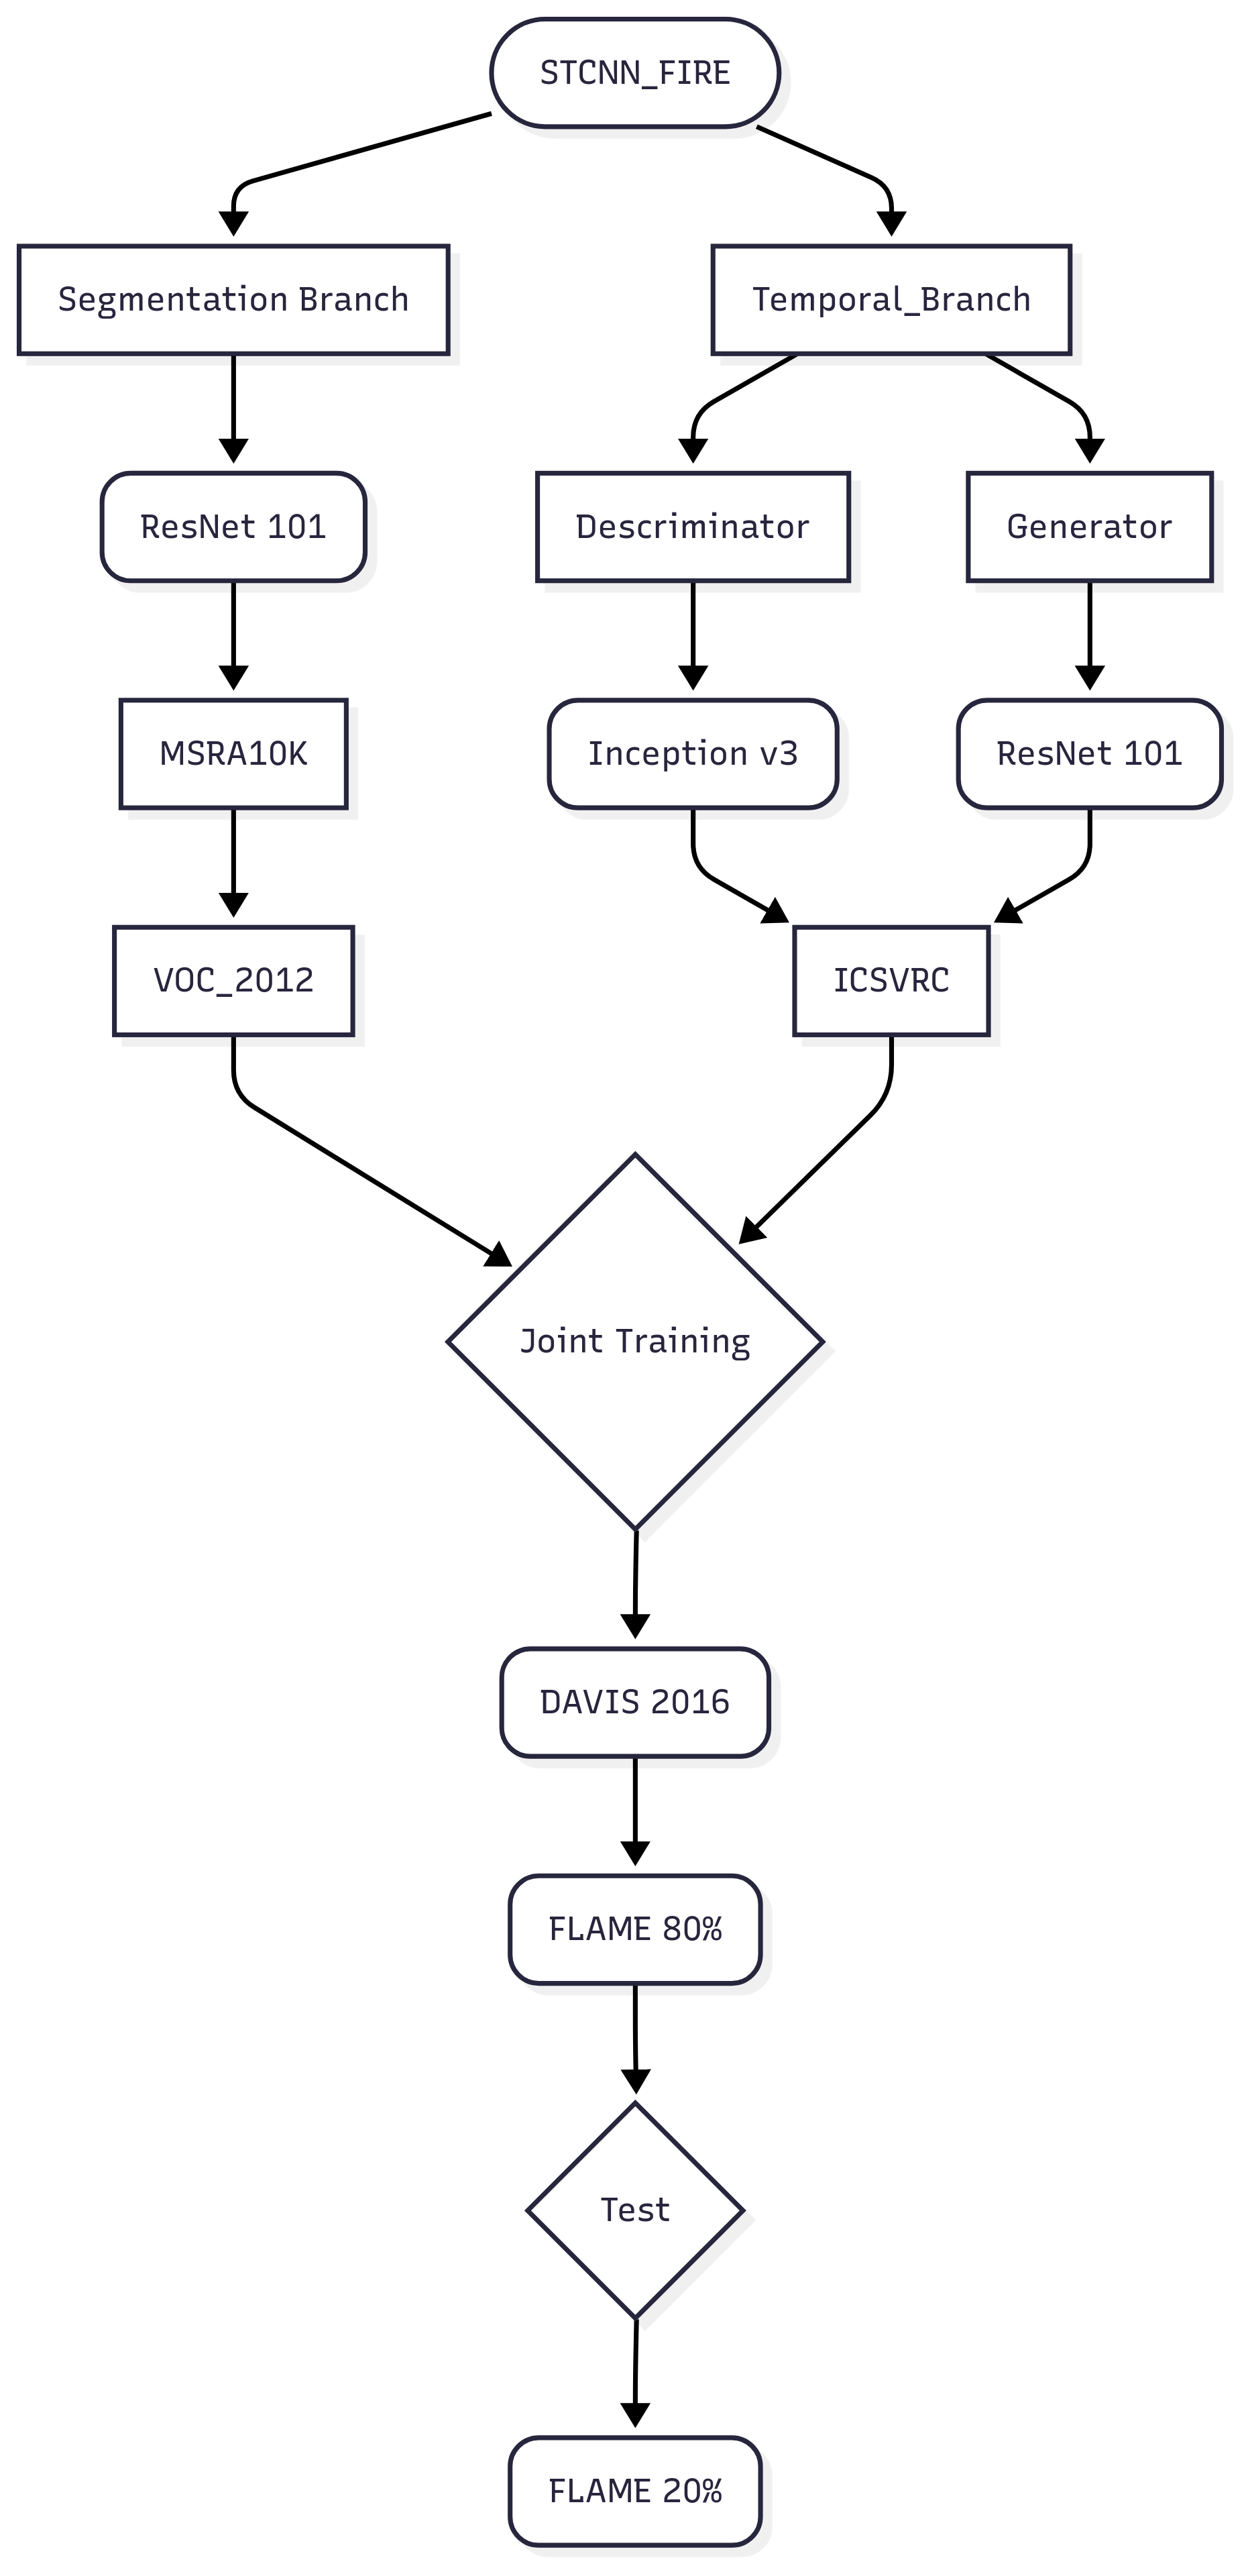 STCNN_FIRE
Segmentation Branch
Temporal_Branch
ResNet 101
Descriminator
Generator
MSRA10K
Inception v3
ResNet 101
VOC_2012
ICSVRC
Joint Training
DAVIS 2016
FLAME 80%
Test
FLAME 20%